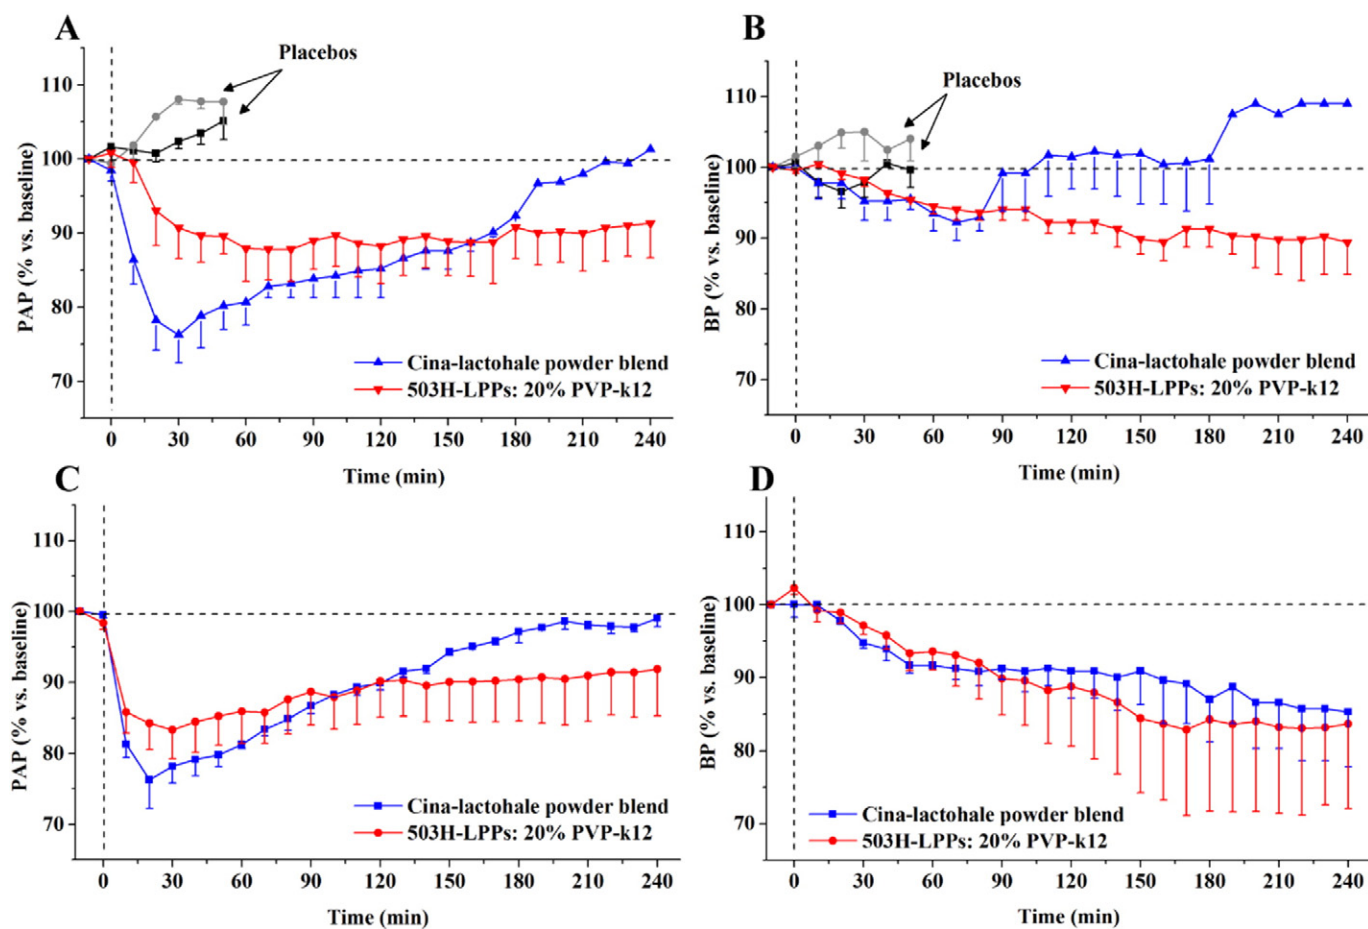 A
Placebos
110
100
90
80
70
PAP (% vs. baseline)
Cina-lactohale powder blend
503H-LPPs: 20% PVP-k12
0 30 60 90 120 150 180 210 240
Time (min)
B
Placebos
110
100
90
80
70
BP (% vs. baseline)
Cina-lactohale powder blend
503H-LPPs: 20% PVP-k12
0 30 60 90 120 150 180 210 240
Time (min)
C
110
100
90
80
70
PAP (% vs. baseline)
Cina-lactohale powder blend
503H-LPPs: 20% PVP-k12
0 30 60 90 120 150 180 210 240
Time (min)
D
110
100
90
80
70
BP (% vs. baseline)
Cina-lactohale powder blend
503H-LPPs: 20% PVP-k12
0 30 60 90 120 150 180 210 240
Time (min)